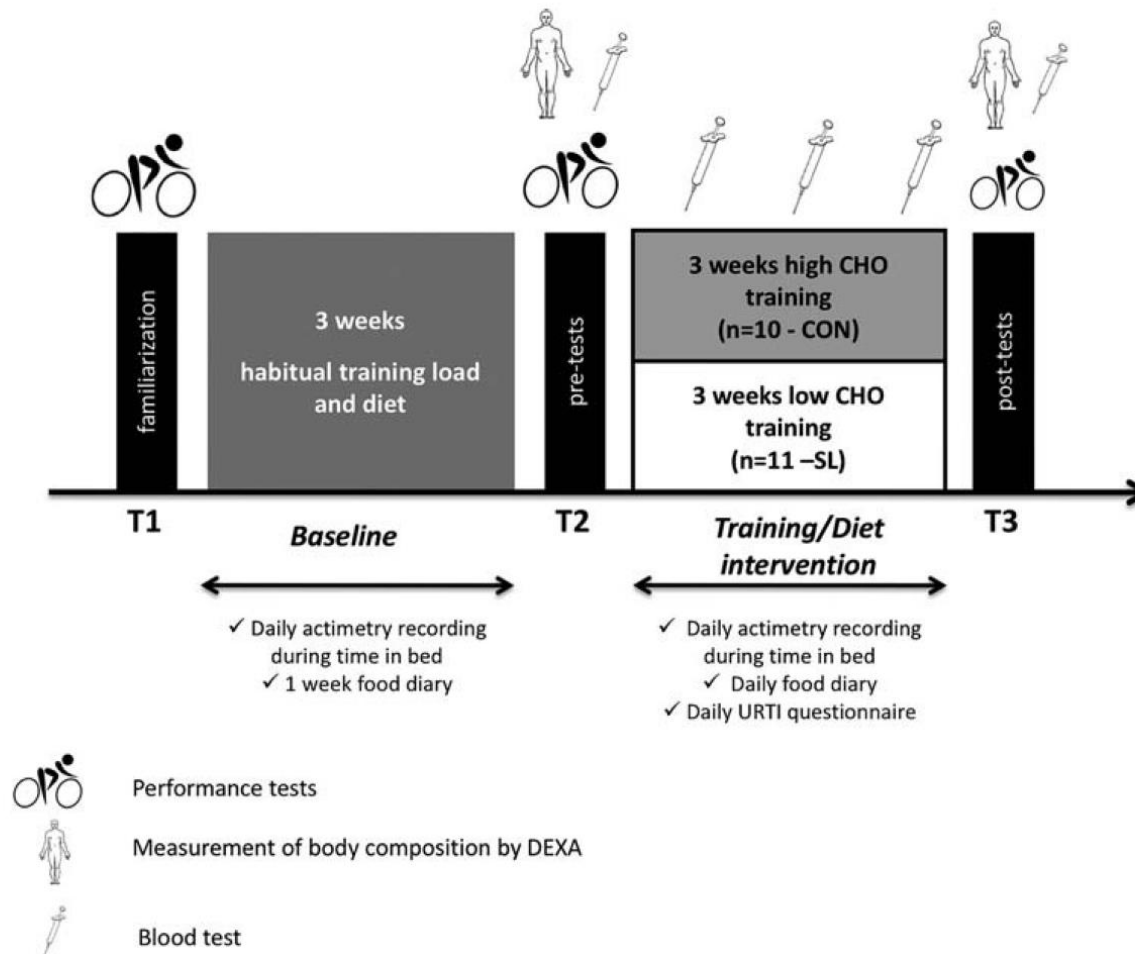 familiarization
3 weeks
habitual training load
and diet
pre-tests
3 weeks high CHO
training
(n=10 - CON)
3 weeks low CHO
training
(n=11 –SL)
post-tests
T1
Baseline
T2
Training/Diet
intervention
T3
✓ Daily actimetry recording
during time in bed
✓ 1 week food diary
✓ Daily actimetry recording
during time in bed
✓ Daily food diary
✓ Daily URTI questionnaire
Performance tests
Measurement of body composition by DEXA
Blood test